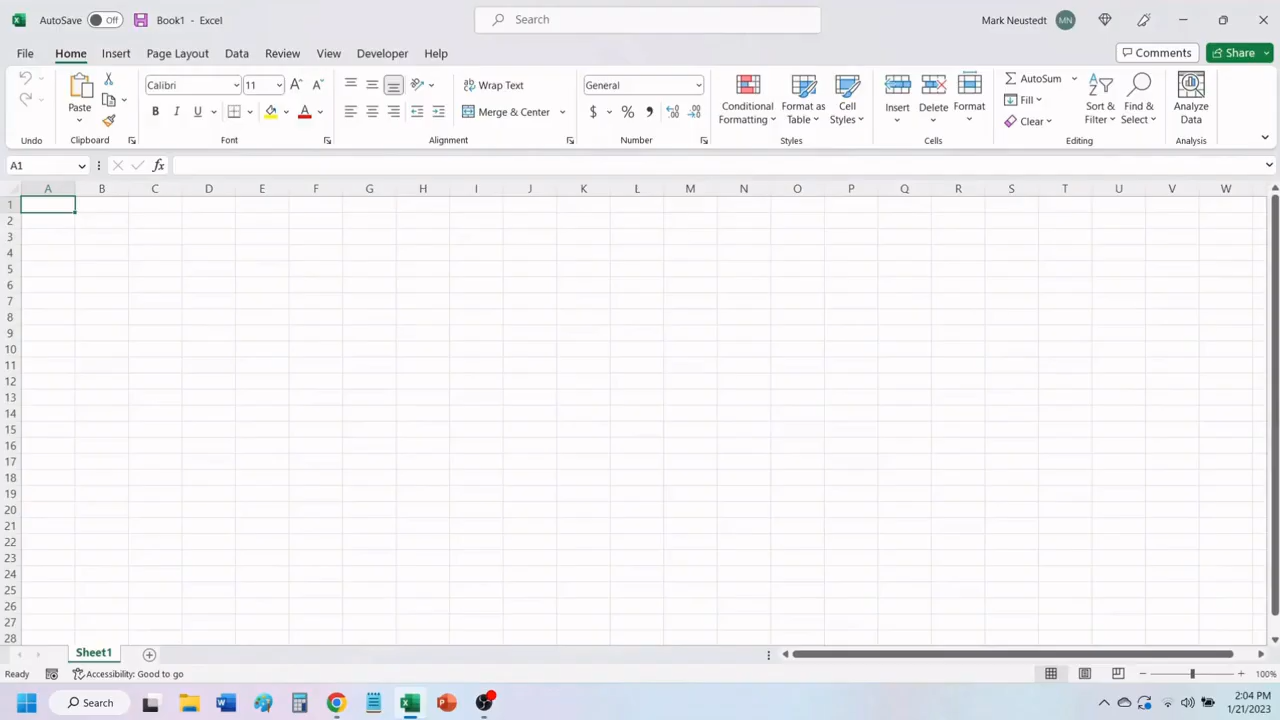 AutoSave Off Book1 - Excel Search Mark Neustedt MN
File Home Insert Page Layout Data Review View Developer Help Comments Share
Calibri 11 Wrap Text General $ % Conditional Formatting Format as Table Cell Styles Insert Delete Format AutoSum Sort & Filter Find & Select Analyze Data
Paste B I U A Merge & Center Fill Clear
Undo Clipboard Font Alignment Number Styles Cells Editing Analysis
A1 fx
A B C D E F G H I J K L M N O P Q R S T U V W
1
2
3
4
5
6
7
8
9
10
11
12
13
14
15
16
17
18
19
20
21
22
23
24
25
26
27
28
Sheet1
Ready Accessibility: Good to go 100%
Search 2:04 PM
1/21/2023